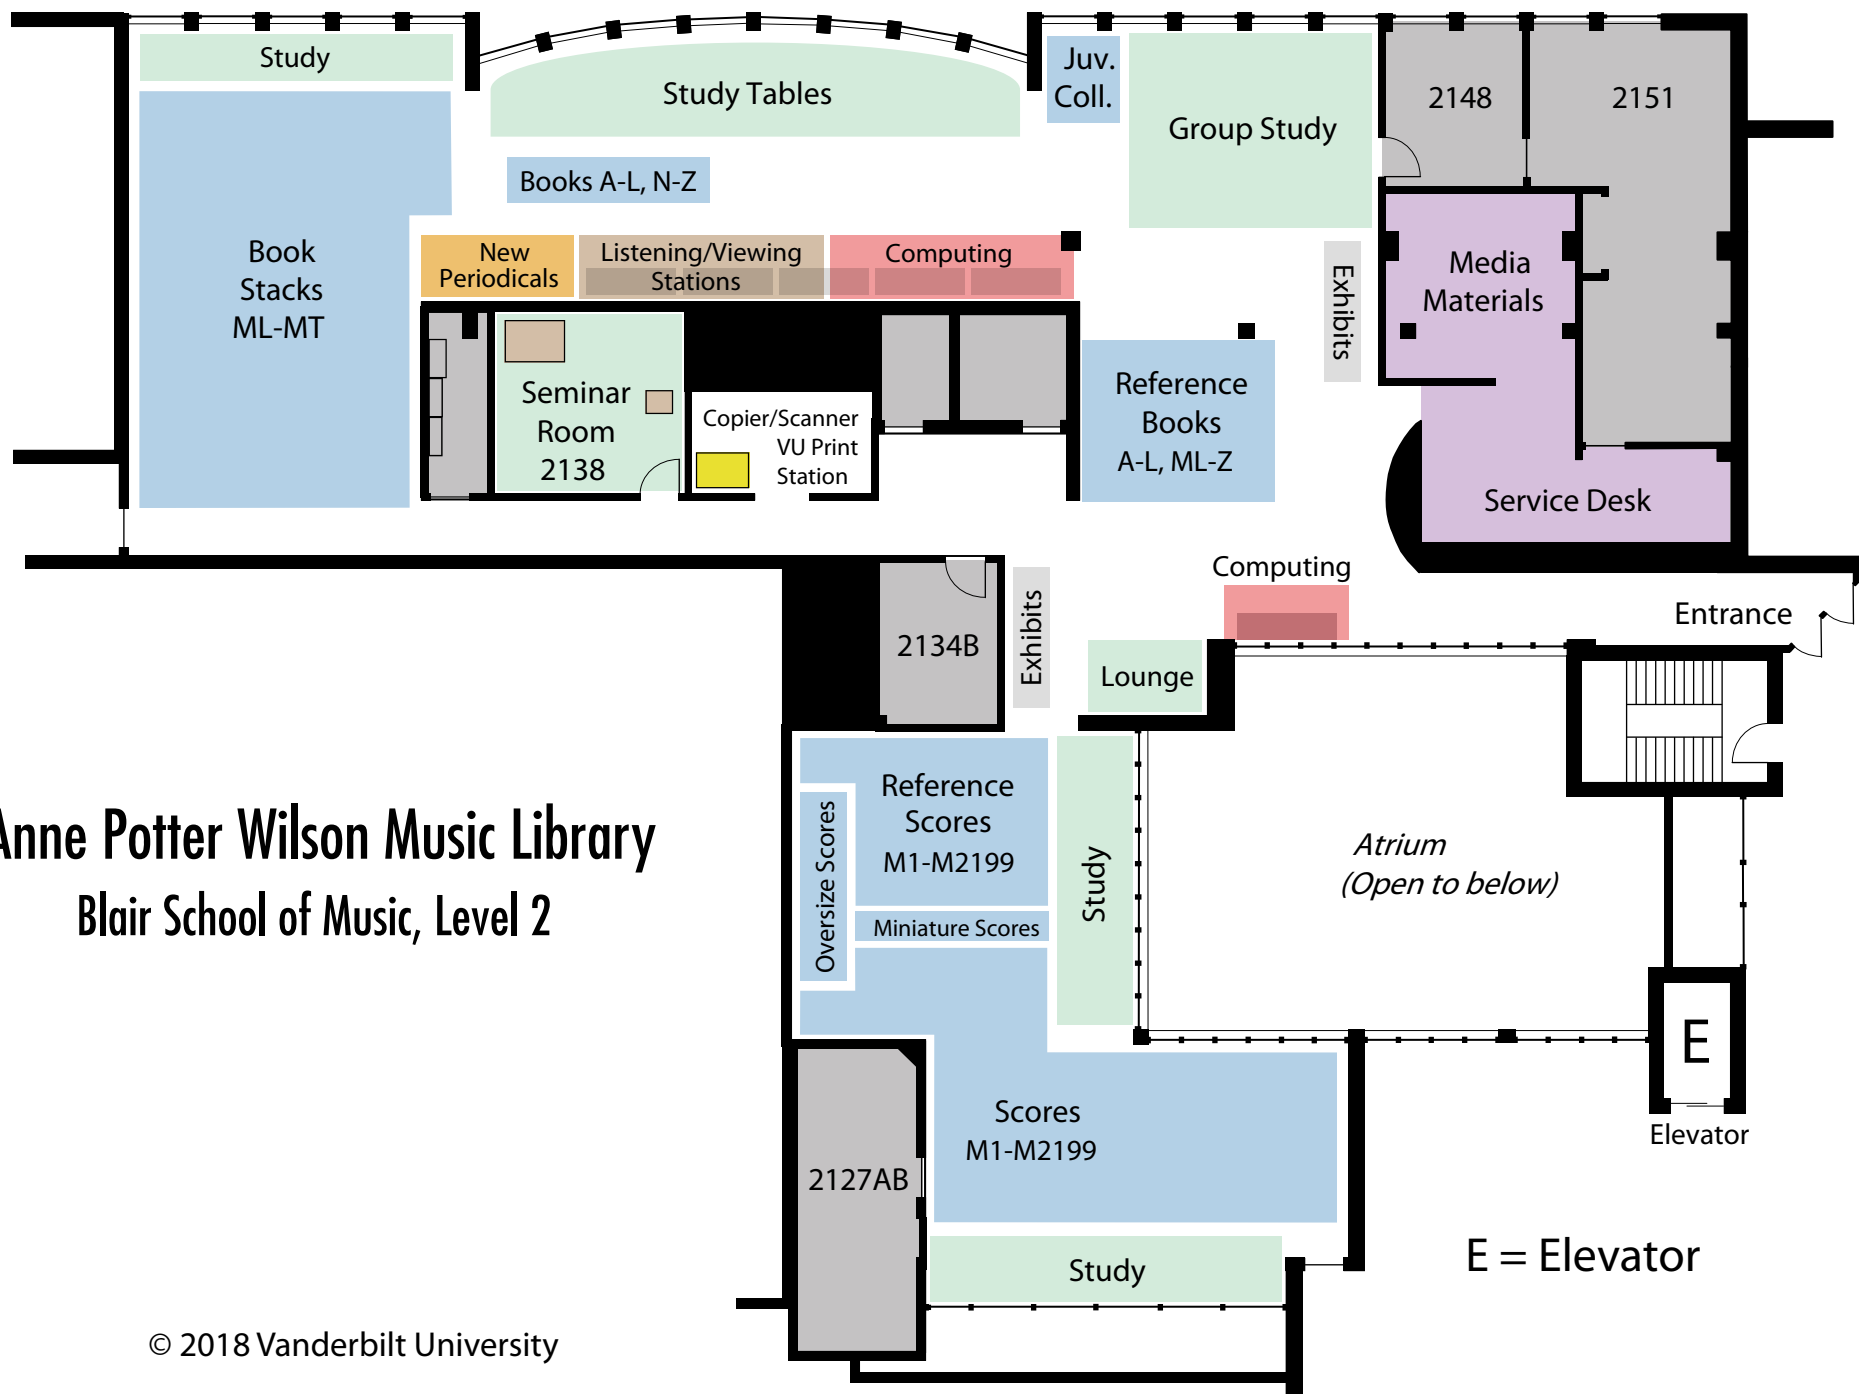 Study
Study Tables
Juv.
Coll.
Group Study
2148
2151
Books A-L, N-Z
Book
Stacks
ML-MT
New
Periodicals
Listening/Viewing
Stations
Computing
Exhibits
Media
Materials
Seminar
Room
2138
Copier/Scanner
VU Print
Station
Reference
Books
A-L, ML-Z
Service Desk
Computing
Entrance
2134B
Exhibits
Lounge
Anne Potter Wilson Music Library
Blair School of Music, Level 2
Reference
Scores
M1-M2199
Oversize Scores
Miniature Scores
Study
Atrium
(Open to below)
E
Elevator
Scores
M1-M2199
2127AB
Study
E = Elevator
© 2018 Vanderbilt University